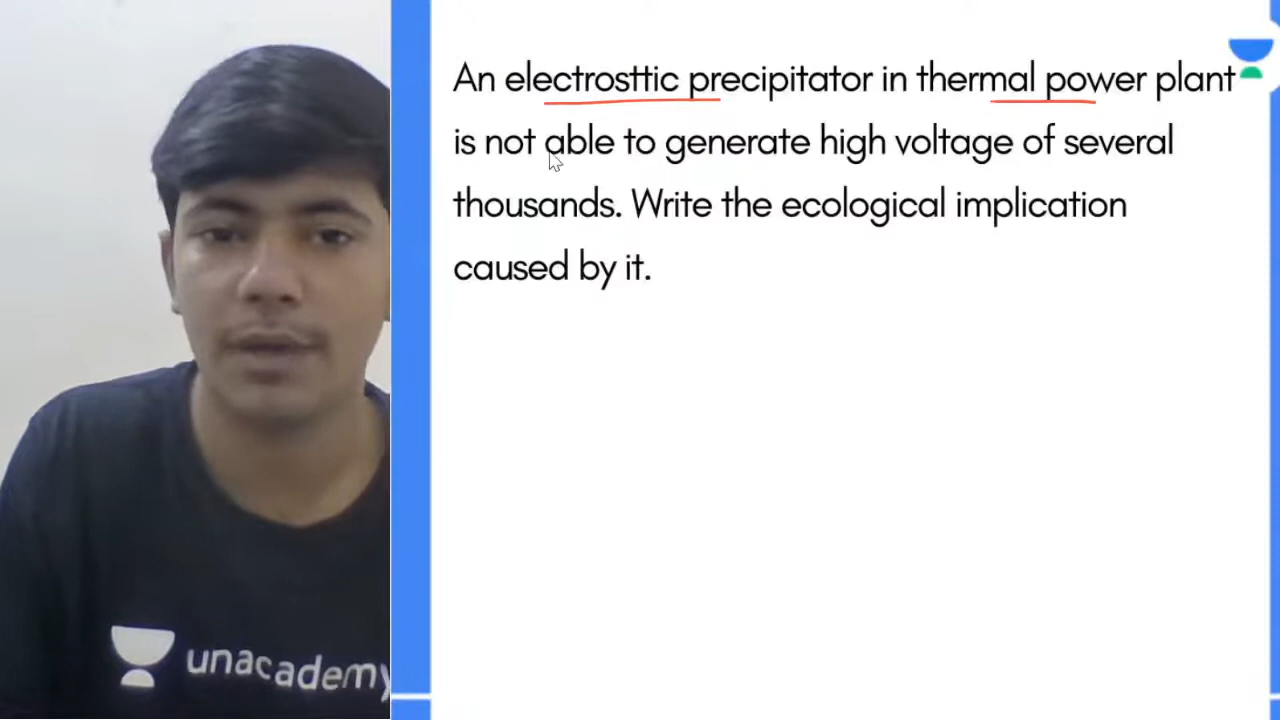 An electrosttic precipitator in thermal power plant
is not able to generate high voltage of several
thousands. Write the ecological implication
caused by it.
unacademy